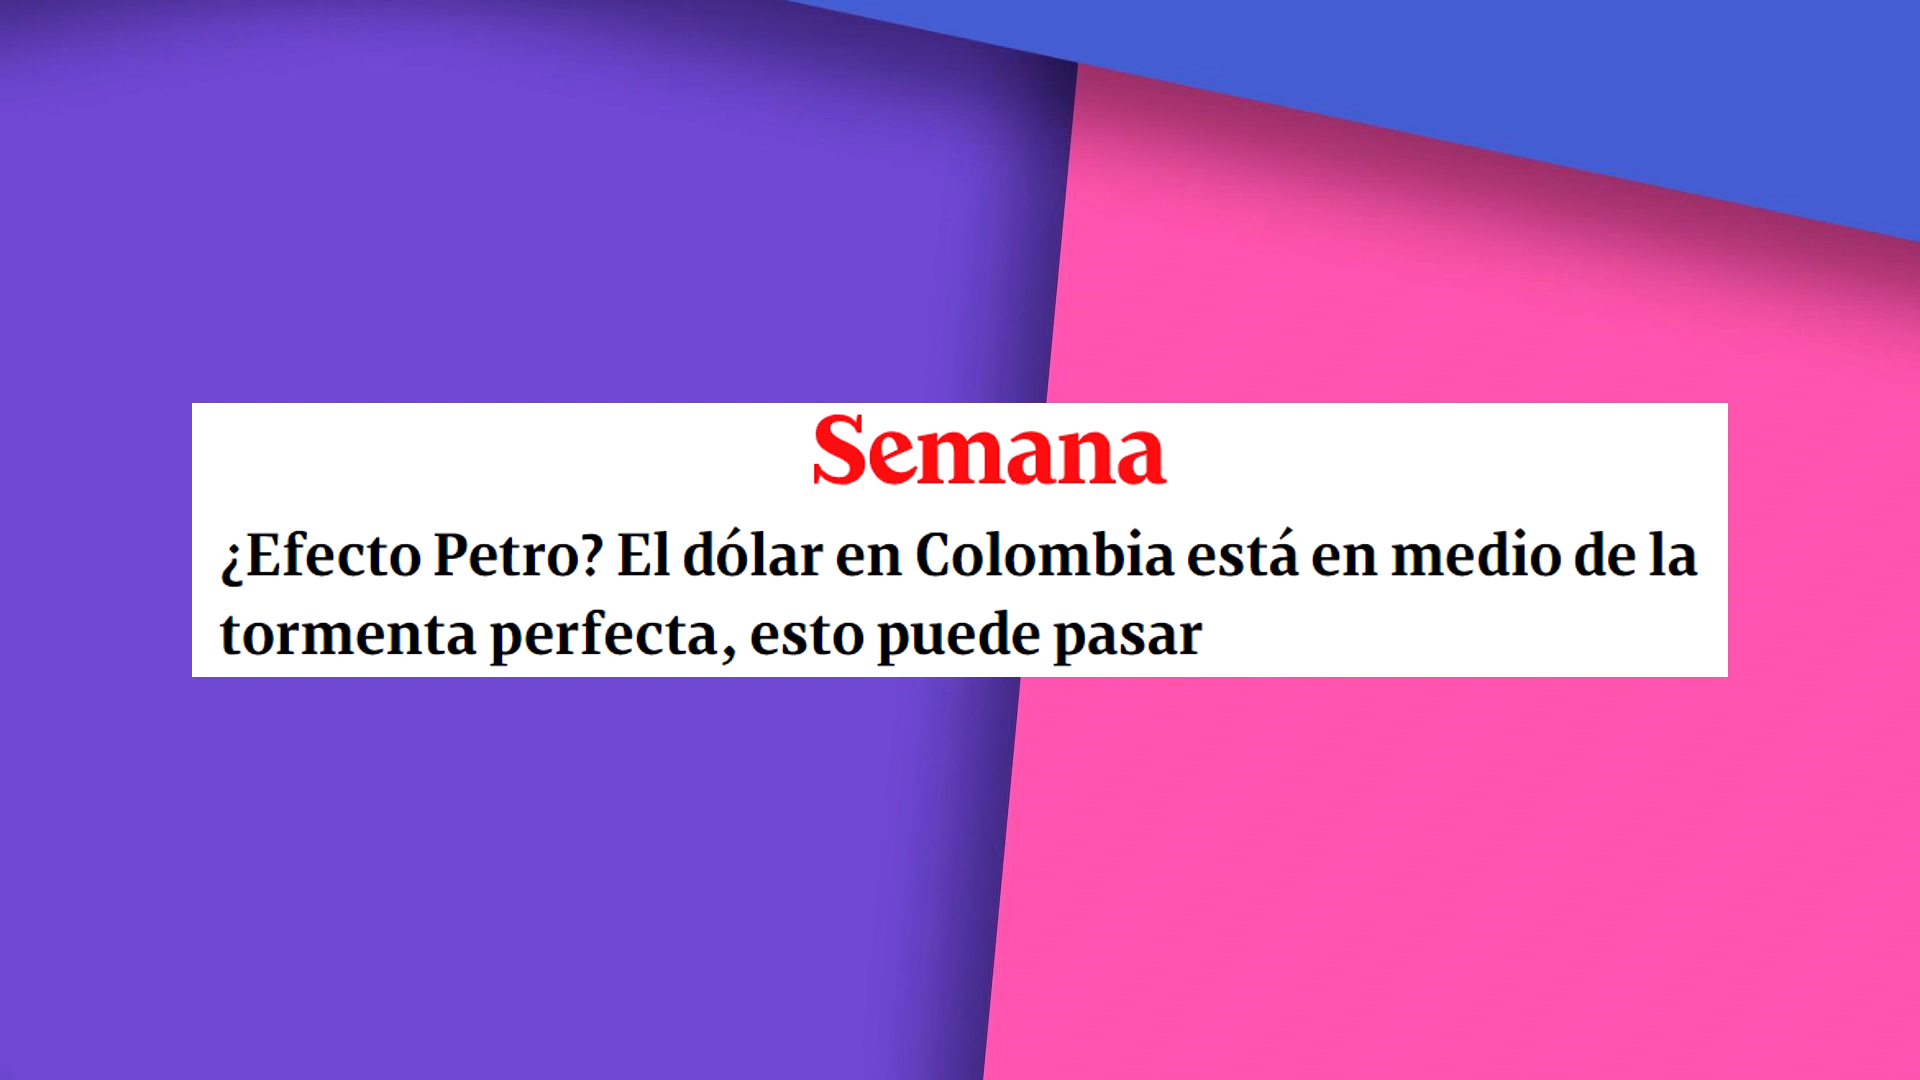 Semana
¿Efecto Petro? El dólar en Colombia está en medio de la
tormenta perfecta, esto puede pasar